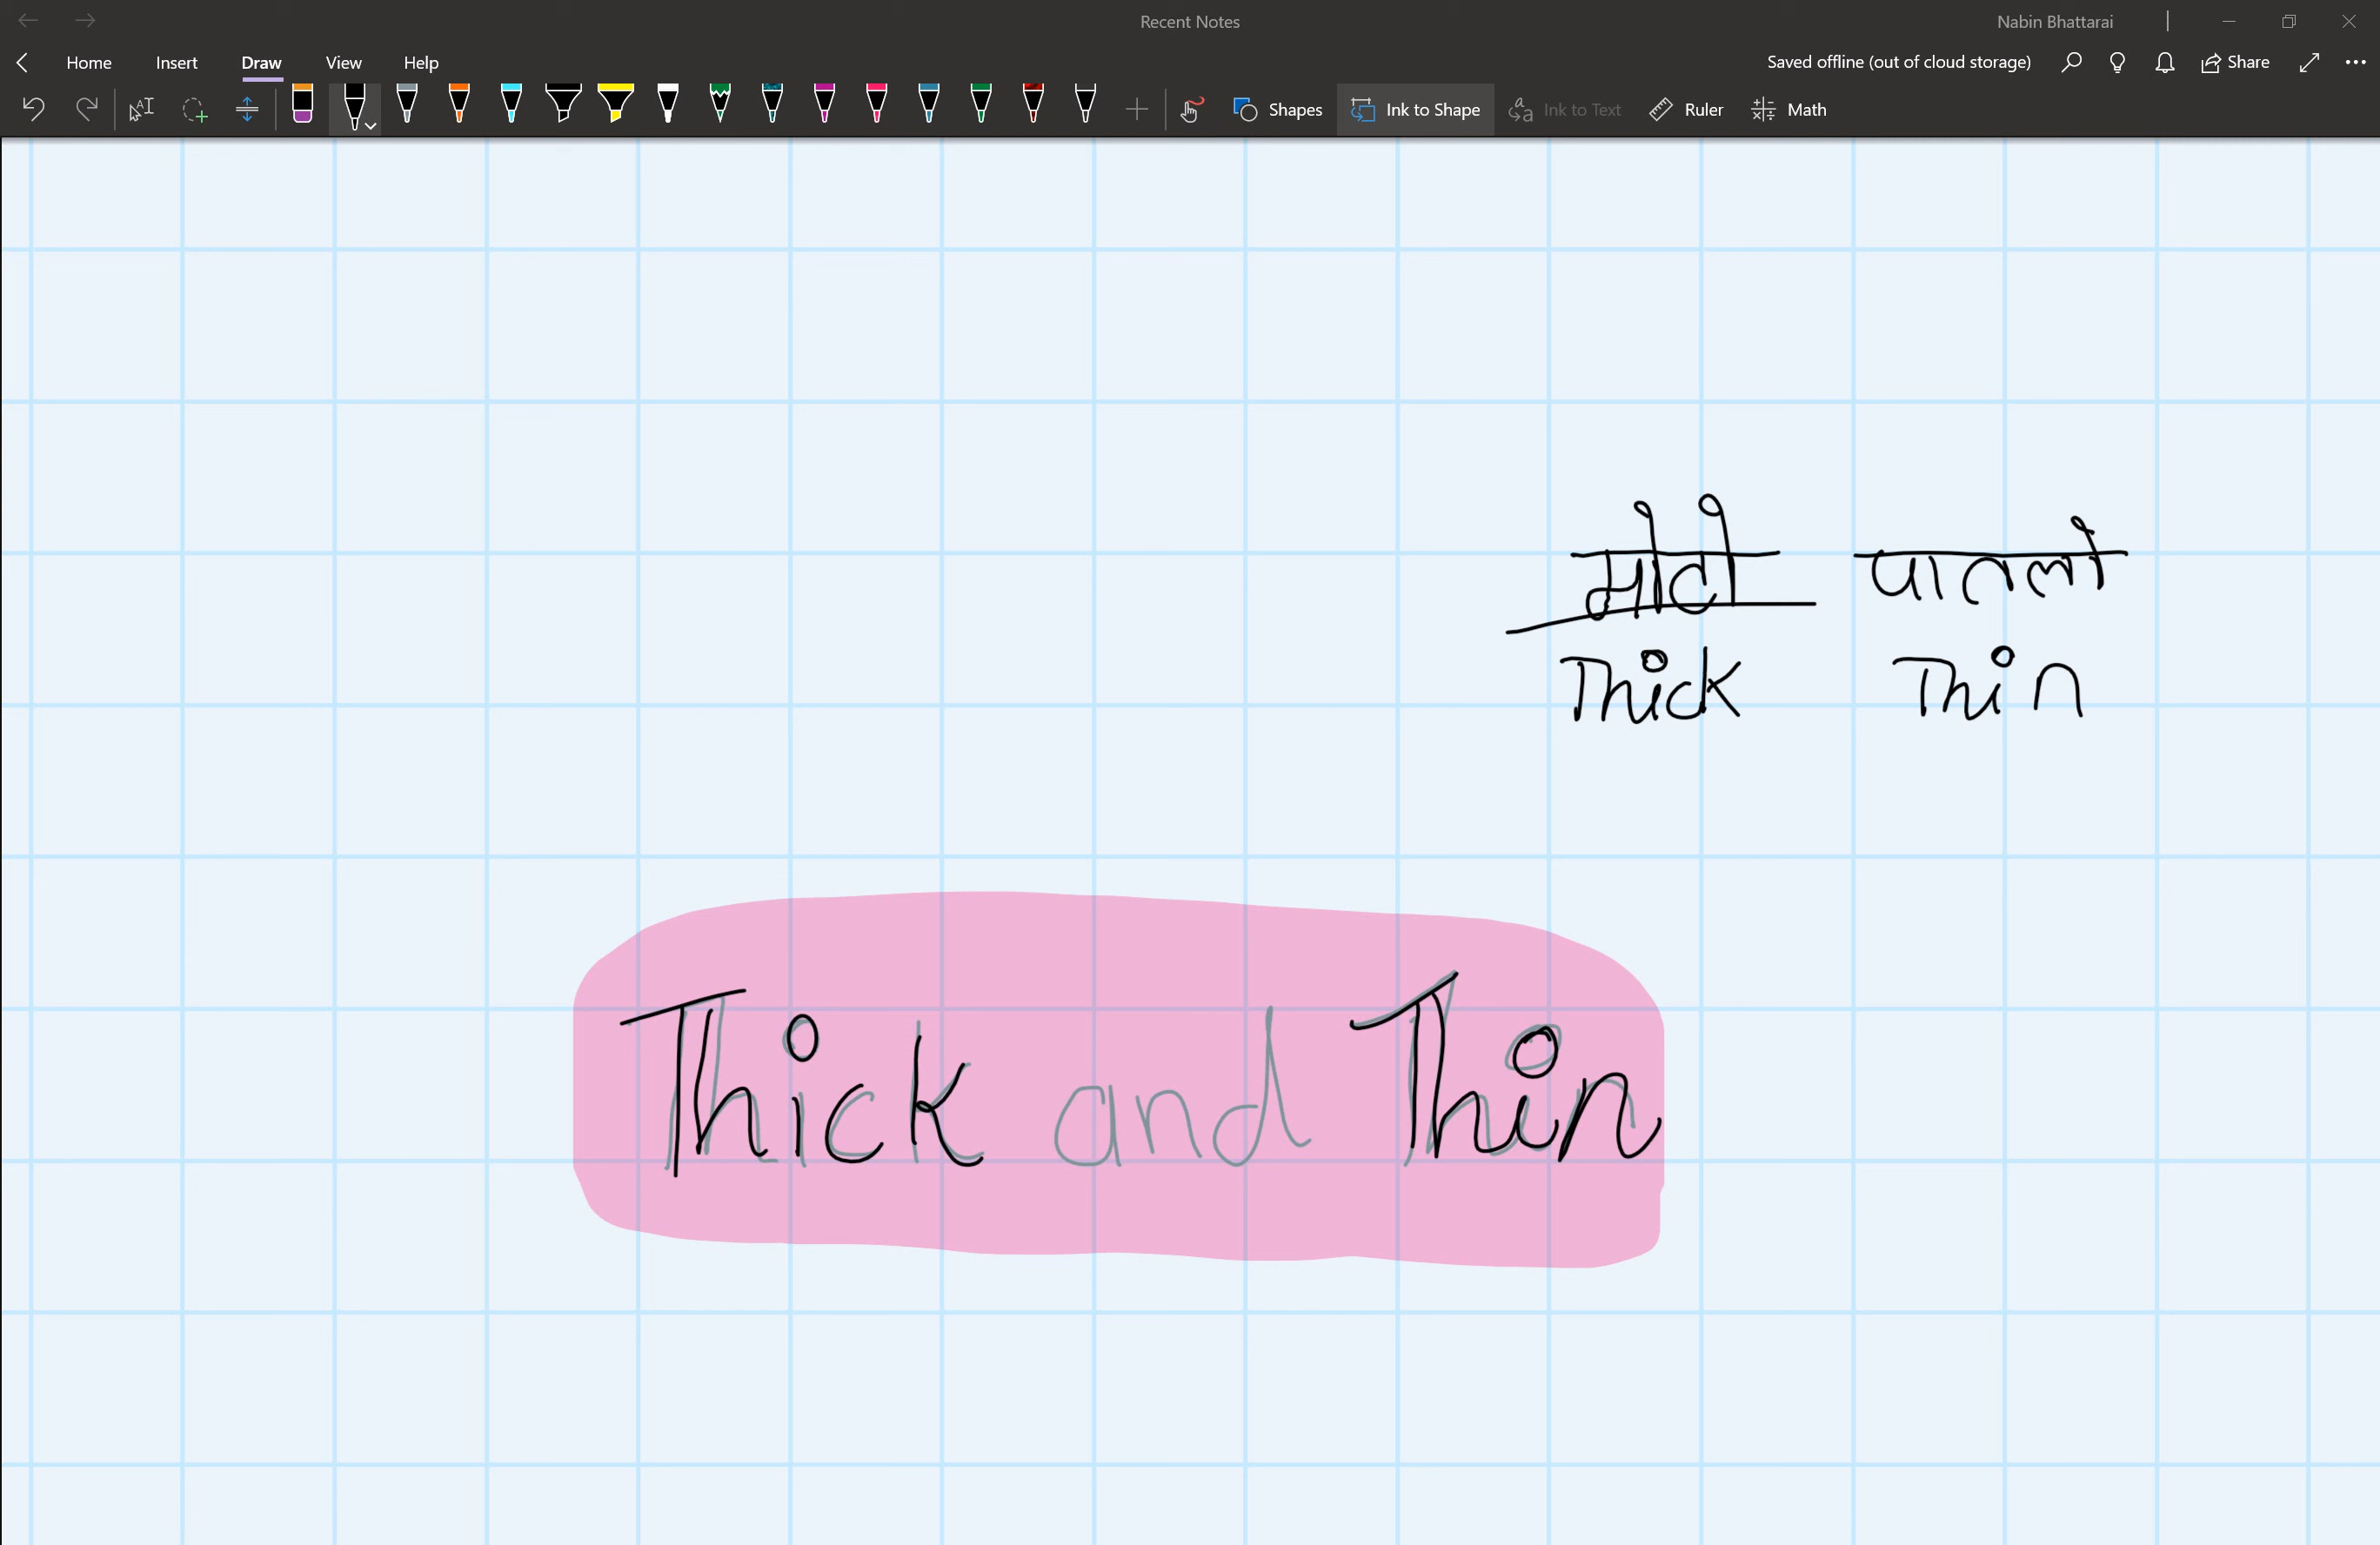 Recent Notes
Nabin Bhattarai
Home Insert Draw View Help
Saved offline (out of cloud storage)
Share
Shapes Ink to Shape Ink to Text Ruler Math
मोटो पातलो
Thick Thin
Thick and Thin